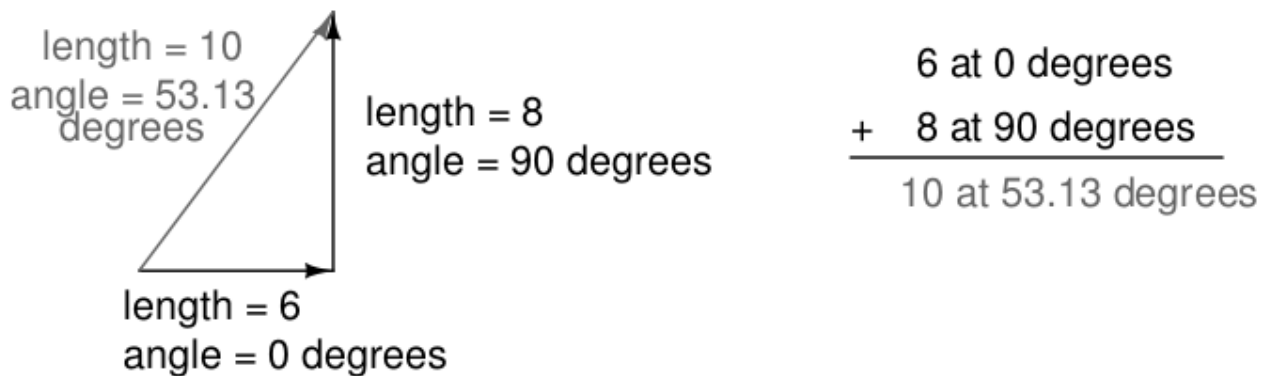 length = 10
angle = 53.13
degrees
length = 8
angle = 90 degrees
length = 6
angle = 0 degrees
6 at 0 degrees
+ 8 at 90 degrees
10 at 53.13 degrees